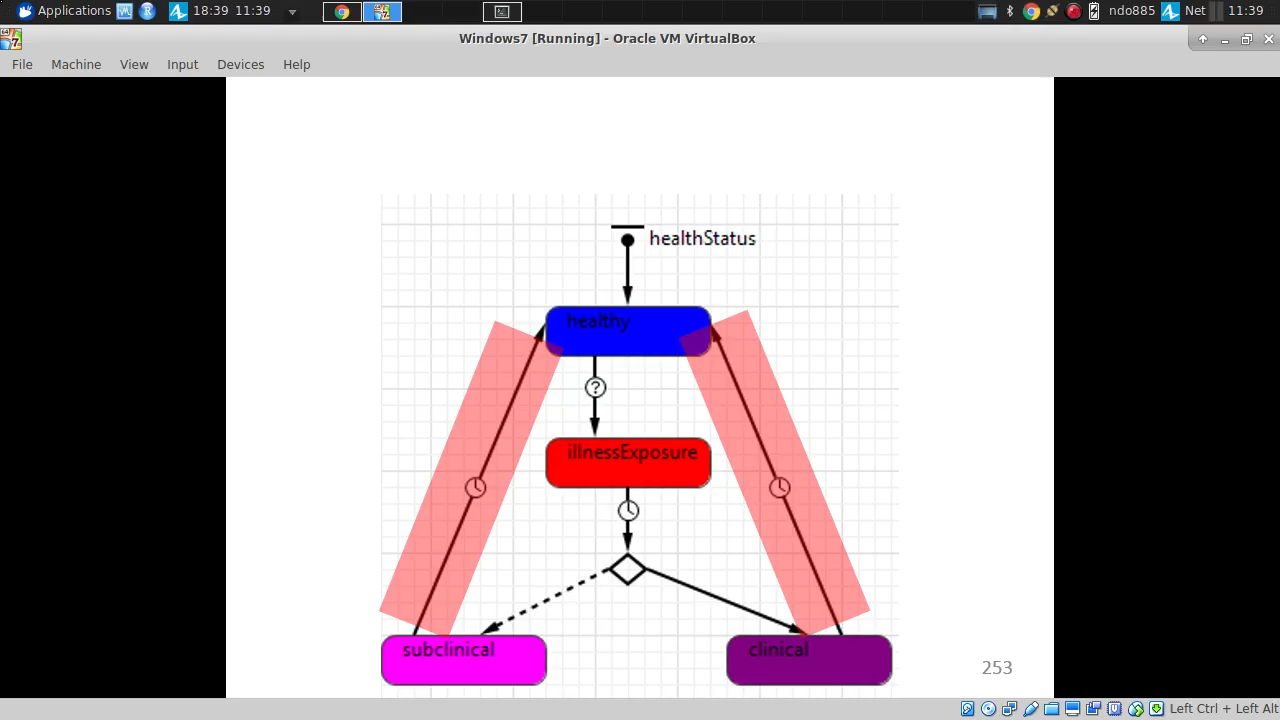 Applications 18:39 11:39 ndo885 Net 11:39
Windows7 [Running] - Oracle VM VirtualBox
File Machine View Input Devices Help
healthStatus
healthy
?
illnessExposure
subclinical
clinical
253
Left Ctrl + Left Alt